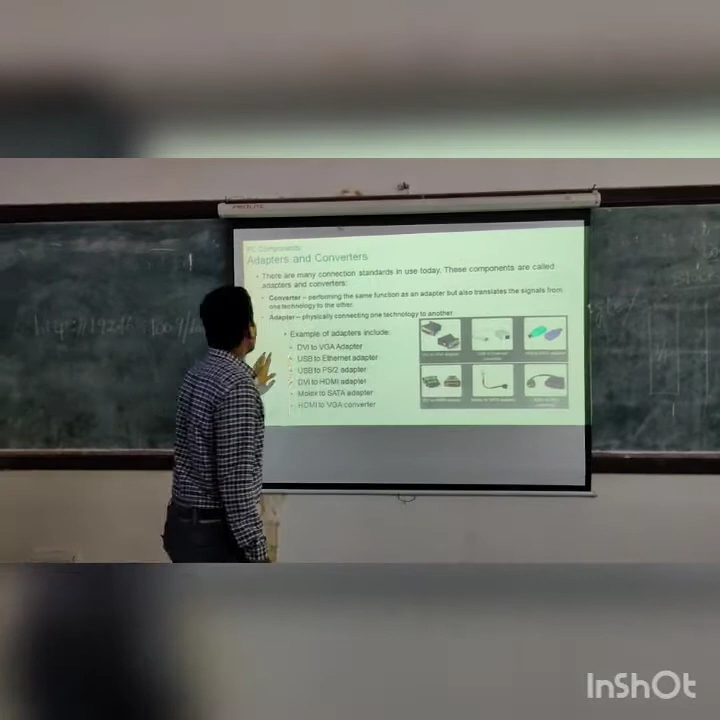 PC Components
Adapters and Converters
• There are many connection standards in use today. These components are called
adapters and converters:
• Converter – performing the same function as an adapter but also translates the signals from
one technology to the other.
• Adapter – physically connecting one technology to another
• Example of adapters include:
• DVI to VGA Adapter
• USB to Ethernet adapter
• USB to PS/2 adapter
• DVI to HDMI adapter
• Molex to SATA adapter
• HDMI to VGA converter
InShOt